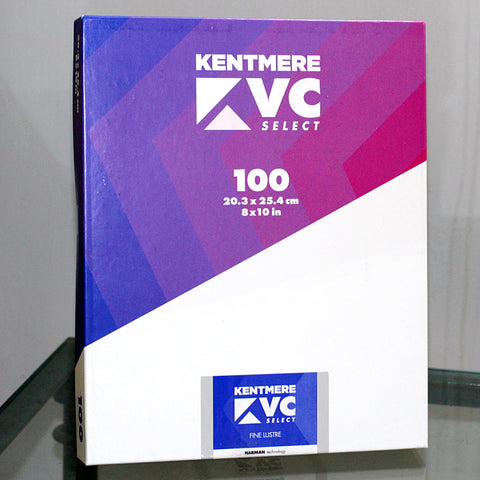 KENTMERE
VC
SELECT
100
20.3 x 25.4 cm
8 x 10 in
KENTMERE
VC
SELECT
FINE LUSTRE
HARMAN technology
100